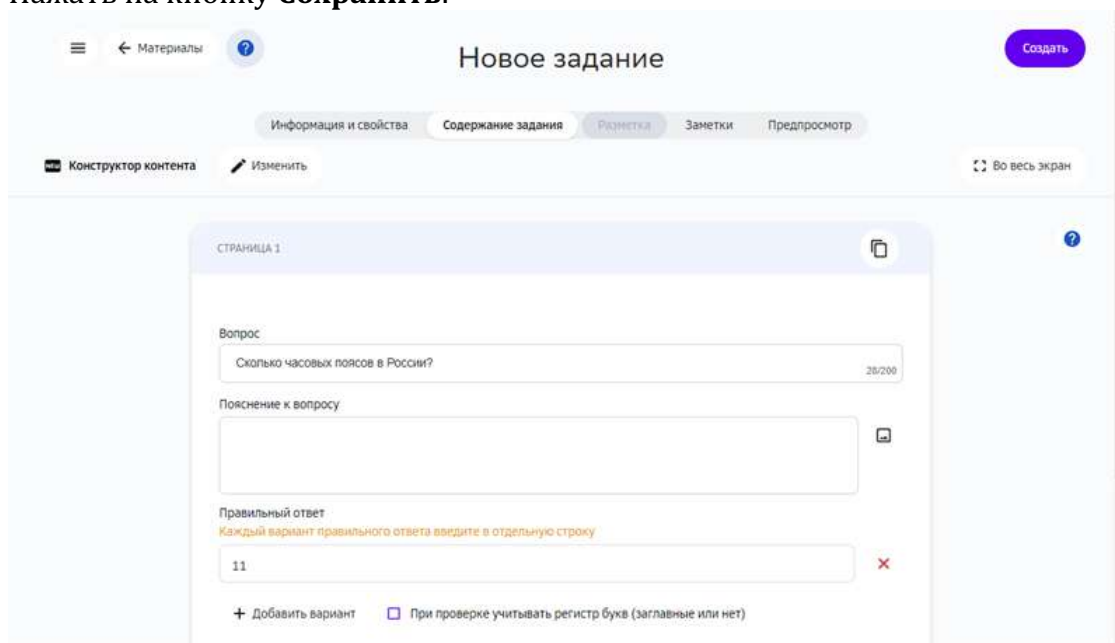 Нажать на кнопку Сохранить.
Материалы
Новое задание
Создать
Информация и свойства Содержание задания Разметка Заметки Предпросмотр
Конструктор контента Изменить Во весь экран
СТРАНИЦА 1
Вопрос
Сколько часовых поясов в России?
28/200
Пояснение к вопросу
Правильный ответ
Каждый вариант правильного ответа введите в отдельную строку
11
+ Добавить вариант При проверке учитывать регистр букв (заглавные или нет)